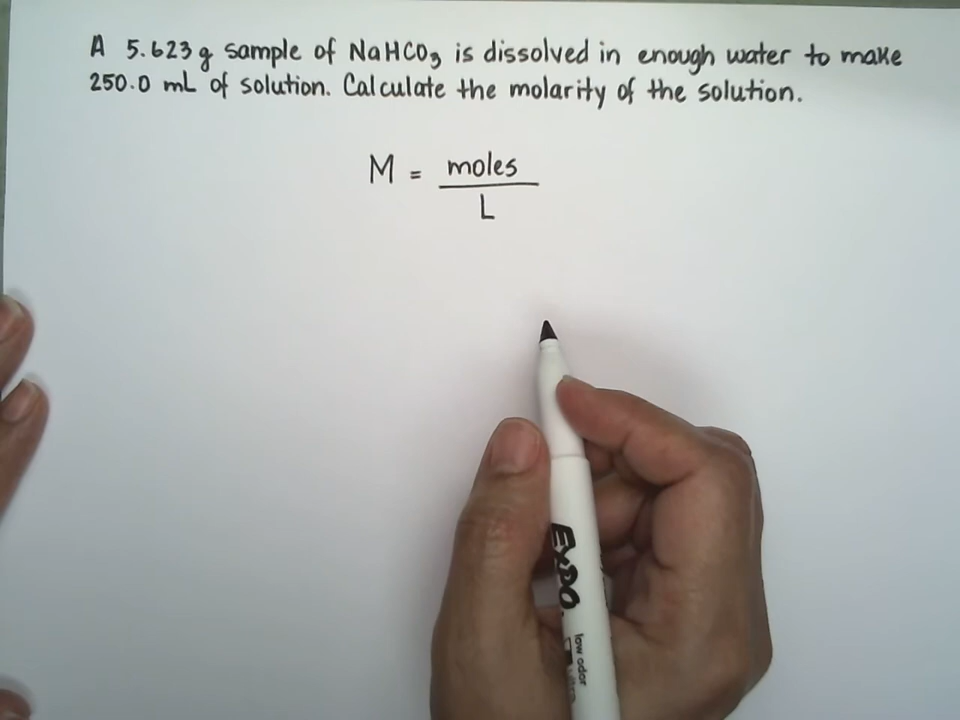 A 5.623 g sample of NaHCO₃ is dissolved in enough water to make
250.0 mL of solution. Calculate the molarity of the solution.
M = moles
L
EXPO
low odor
ultra